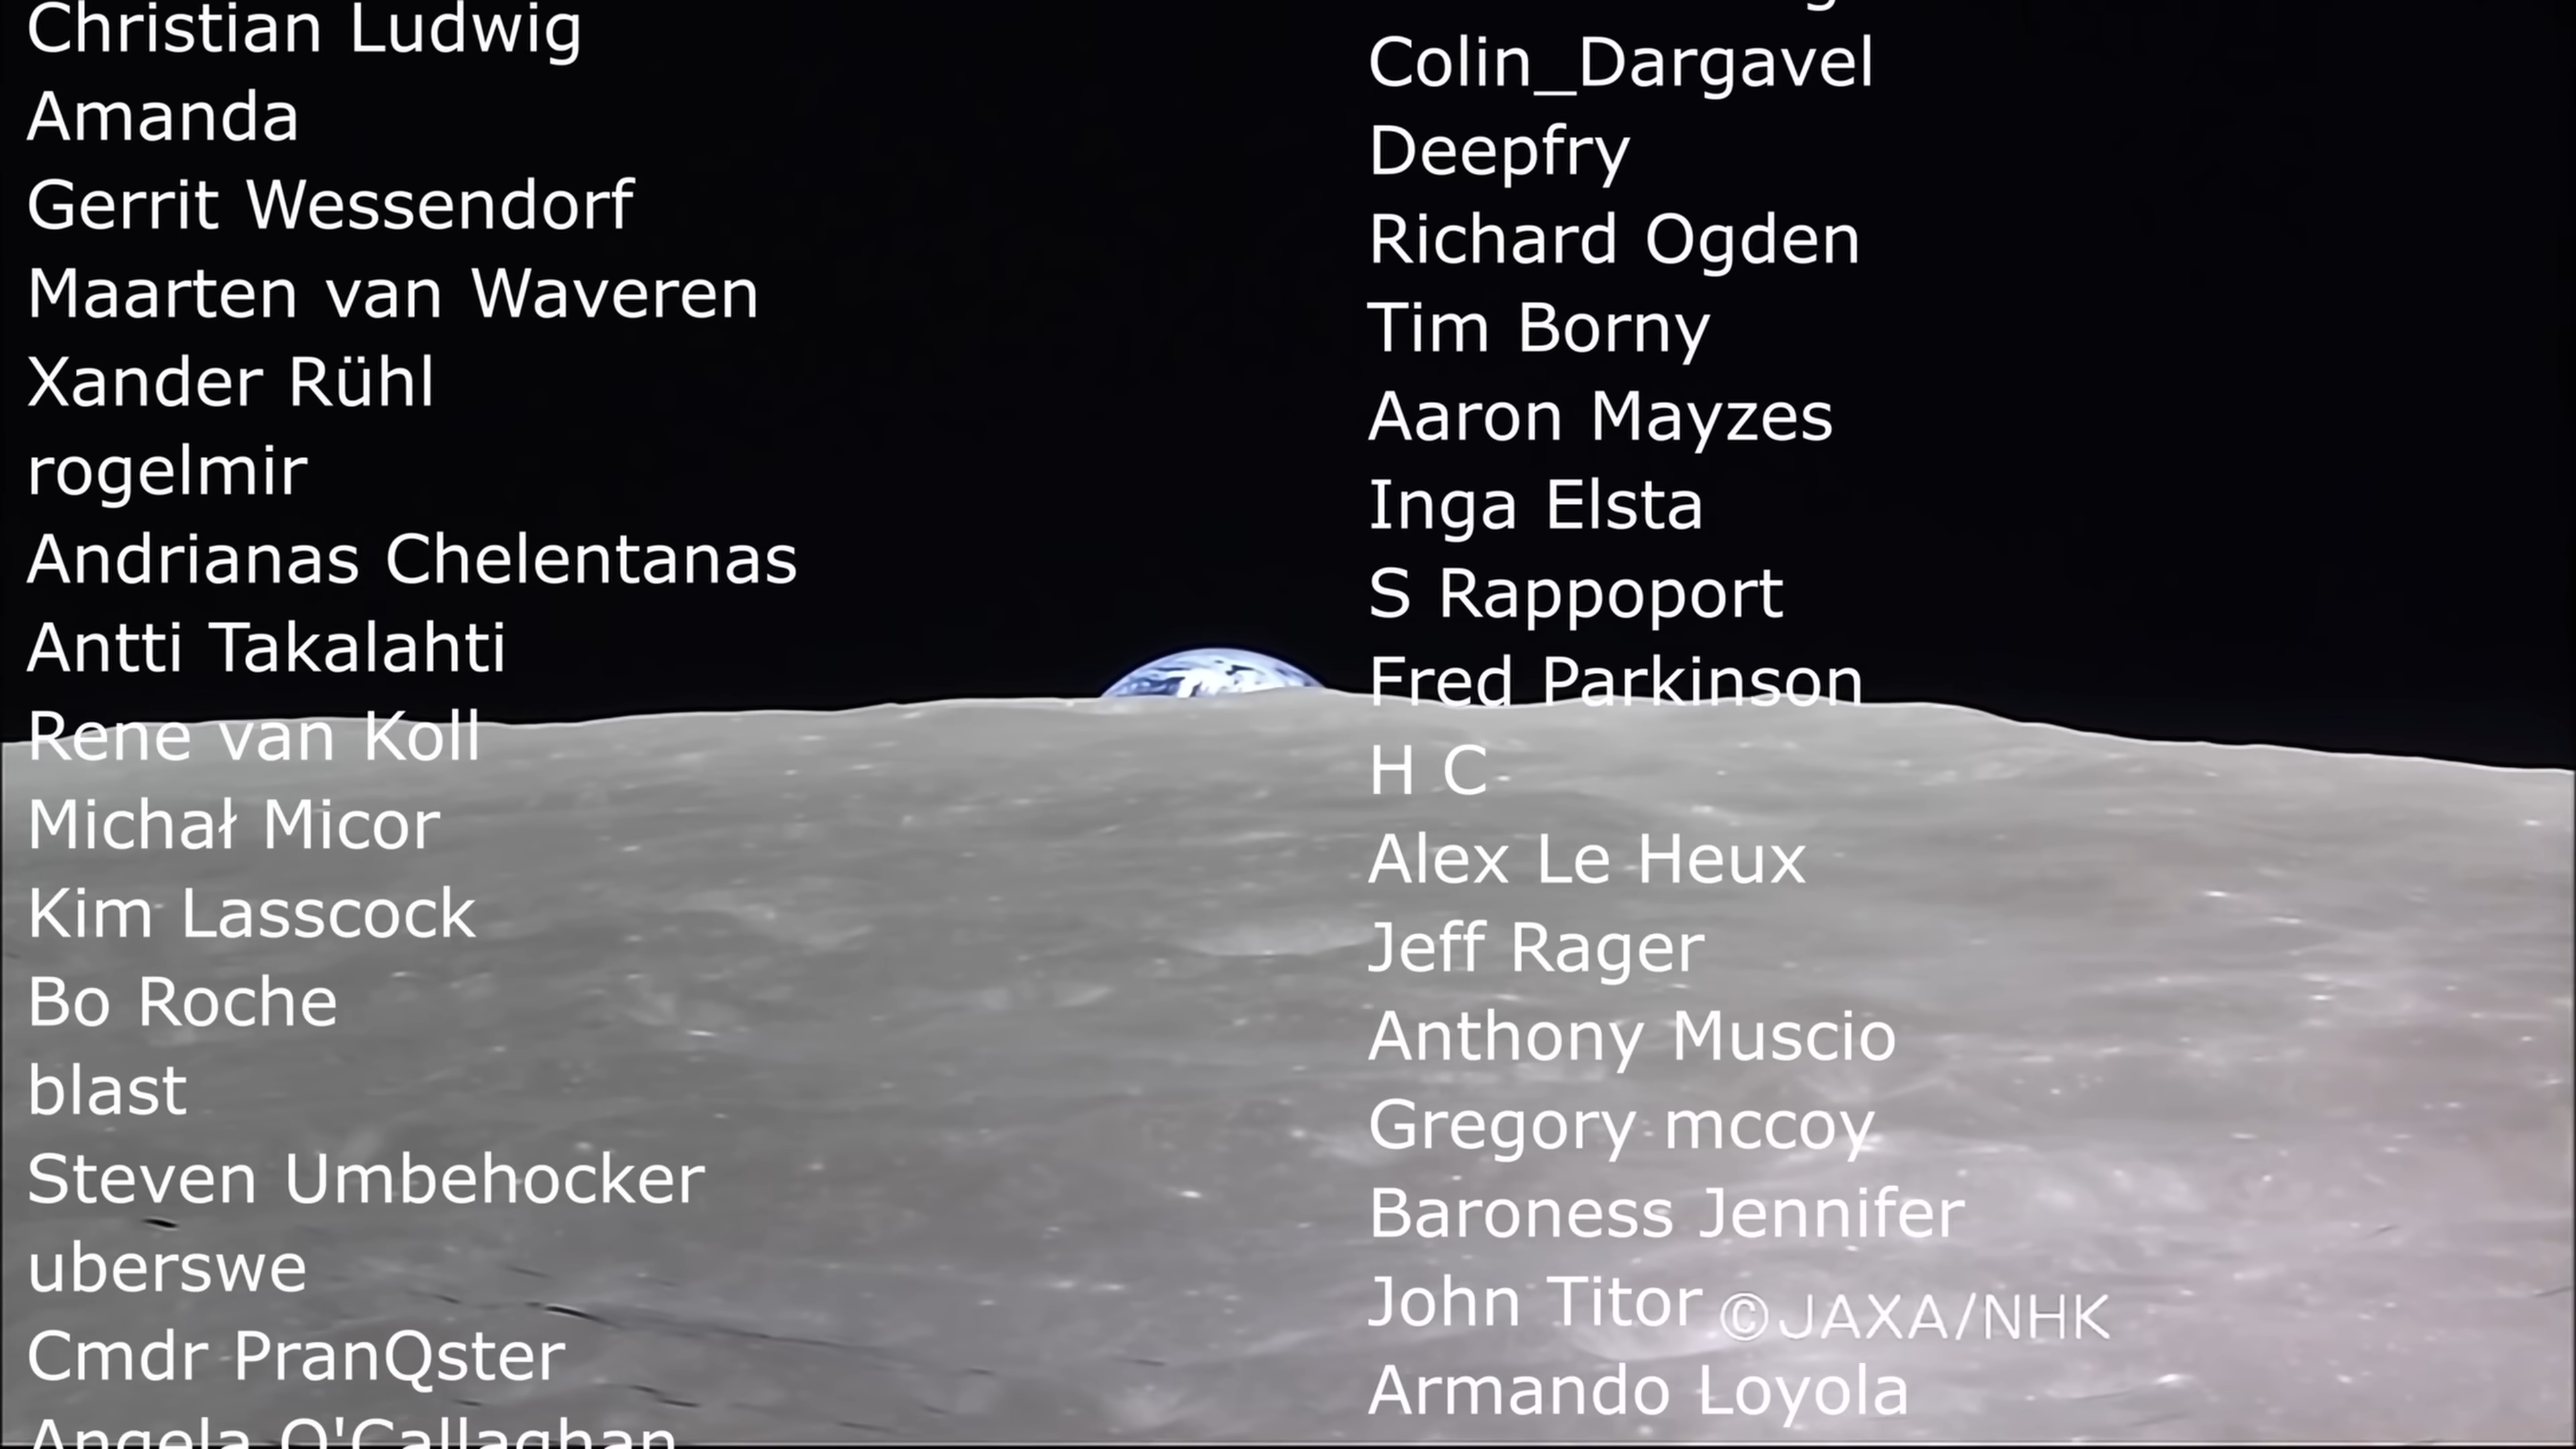 Christian Ludwig
Amanda
Gerrit Wessendorf
Maarten van Waveren
Xander Rühl
rogelmir
Andrianas Chelentanas
Antti Takalahti
Rene van Koll
Michał Micor
Kim Lasscock
Bo Roche
blast
Steven Umbehocker
uberswe
Cmdr PranQster
Angela O'Callaghan
Colin_Dargavel
Deepfry
Richard Ogden
Tim Borny
Aaron Mayzes
Inga Elsta
S Rappoport
Fred Parkinson
H C
Alex Le Heux
Jeff Rager
Anthony Muscio
Gregory mccoy
Baroness Jennifer
John Titor
©JAXA/NHK
Armando Loyola